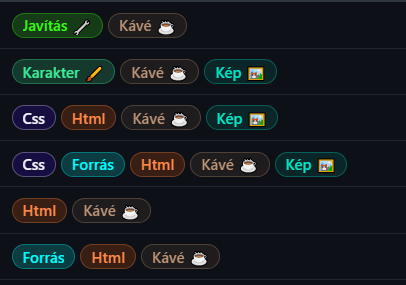 Javítás 🔧 Kávé ☕
Karakter 🖌️ Kávé ☕ Kép 🖼️
Css Html Kávé ☕ Kép 🖼️
Css Forrás Html Kávé ☕ Kép 🖼️
Html Kávé ☕
Forrás Html Kávé ☕